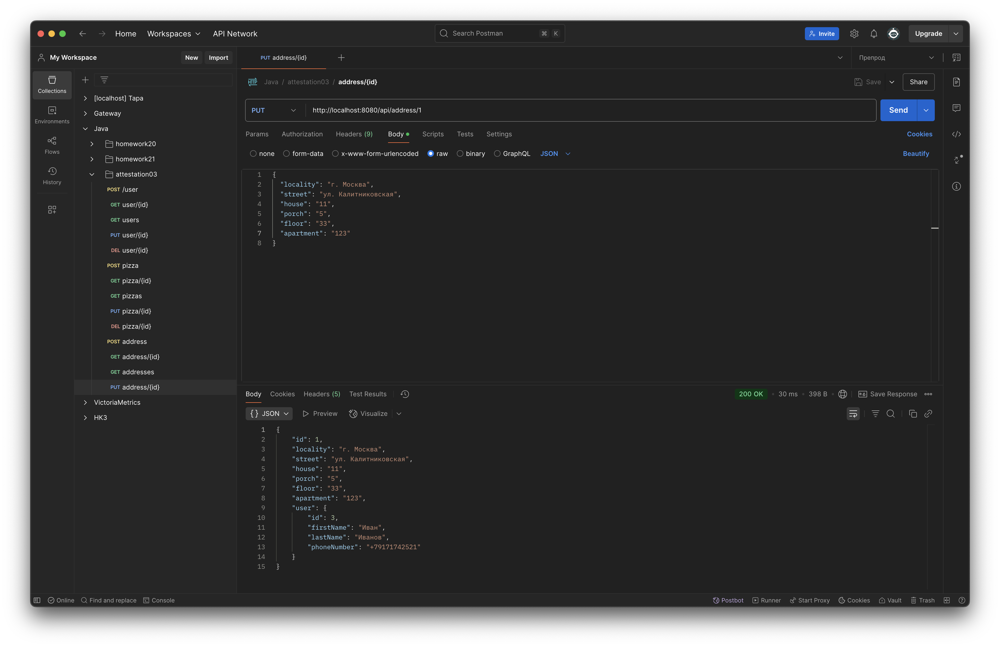 Home Workspaces API Network
Search Postman ⌘ K
Invite Upgrade
My Workspace New Import
PUT address/{id}
Препрод
Collections
Environments
Flows
History
[localhost] Тара
Gateway
Java
homework20
homework21
attestation03
POST /user
GET user/{id}
GET users
PUT user/{id}
DEL user/{id}
POST pizza
GET pizza/{id}
GET pizzas
PUT pizza/{id}
DEL pizza/{id}
POST address
GET address/{id}
GET addresses
PUT address/{id}
VictoriaMetrics
НКЗ
HTTP Java / attestation03 / address/{id}
Save Share
PUT http://localhost:8080/api/address/1
Send
Params Authorization Headers (9) Body Scripts Tests Settings Cookies
none form-data x-www-form-urlencoded raw binary GraphQL JSON Beautify
1 {
2 "locality": "г. Москва",
3 "street": "ул. Калитниковская",
4 "house": "11",
5 "porch": "5",
6 "floor": "33",
7 "apartment": "123"
8 }
Body Cookies Headers (5) Test Results
200 OK • 30 ms • 398 B • e.g. Save Response
{} JSON Preview Visualize
1 {
2 "id": 1,
3 "locality": "г. Москва",
4 "street": "ул. Калитниковская",
5 "house": "11",
6 "porch": "5",
7 "floor": "33",
8 "apartment": "123",
9 "user": {
10 "id": 3,
11 "firstName": "Иван",
12 "lastName": "Иванов",
13 "phoneNumber": "+79171742521"
14 }
15 }
Online Find and replace Console
Postbot Runner Start Proxy Cookies Vault Trash